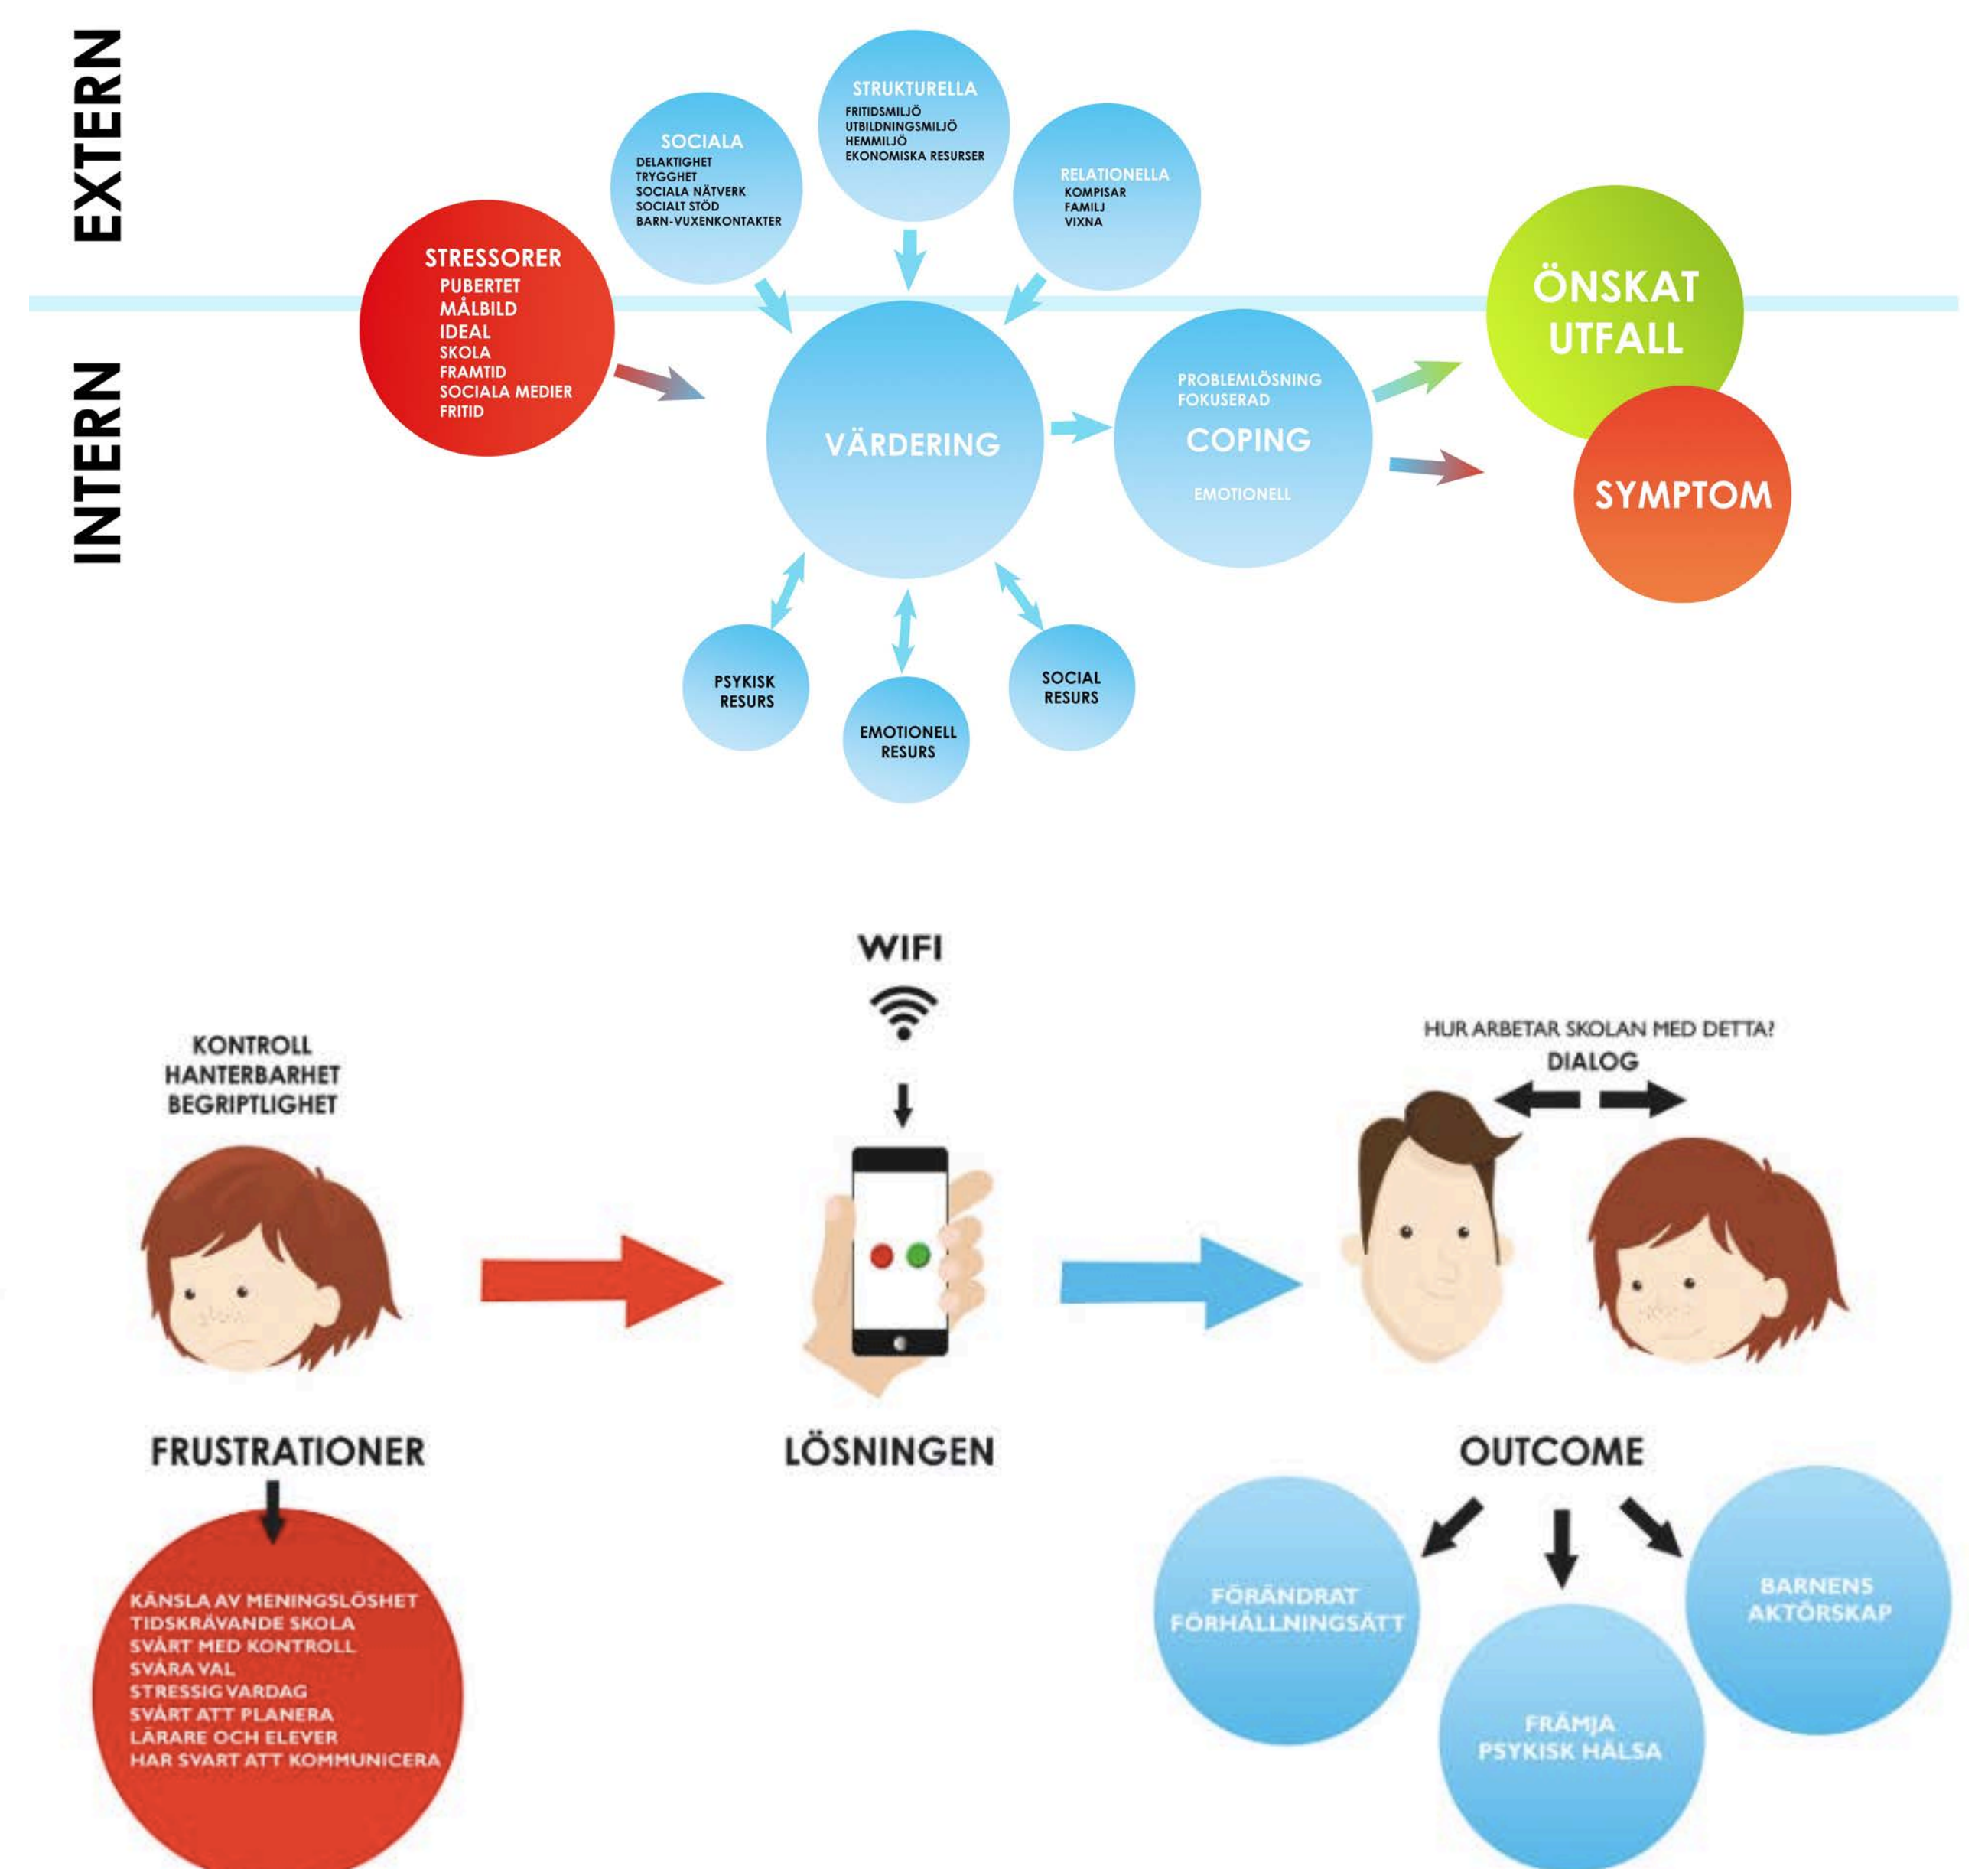 EXTERN
INTERN
STRESSORER
PUBERTET
MÅLBILD
IDEAL
SKOLA
FRAMTID
SOCIALA MEDIER
FRITID
SOCIALA
DELAKTIGHET
TRYGGHET
SOCIALA NÄTVERK
SOCIALT STÖD
BARN-VUXENKONTAKTER
STRUKTURELLA
FRITIDSMILJÖ
UTBILDNINGSMILJÖ
HEMMILJÖ
EKONOMISKA RESURSER
RELATIONELLA
KOMPISAR
FAMILJ
VIXNA
VÄRDERING
PROBLEMLÖSNING
FOKUSERAD
COPING
EMOTIONELL
ÖNSKAT
UTFALL
SYMPTOM
PSYKISK
RESURS
EMOTIONELL
RESURS
SOCIAL
RESURS
KONTROLL
HANTERBARHET
BEGRIPTLIGHET
FRUSTRATIONER
KÄNSLA AV MENINGSLÖSHET
TIDSKRÄVANDE SKOLA
SVÅRT MED KONTROLL
SVÅRA VAL
STRESSIG VARDAG
SVÅRT ATT PLANERA
LÄRARE OCH ELEVER
HAR SVART ATT KOMMUNICERA
WIFI
LÖSNINGEN
HUR ARBETAR SKOLAN MED DETTA?
DIALOG
OUTCOME
FÖRÄNDRAT
FÖRHÅLLNINGSÄTT
FRÄMJA
PSYKISK HÄLSA
BARNENS
AKTÖRSKAP